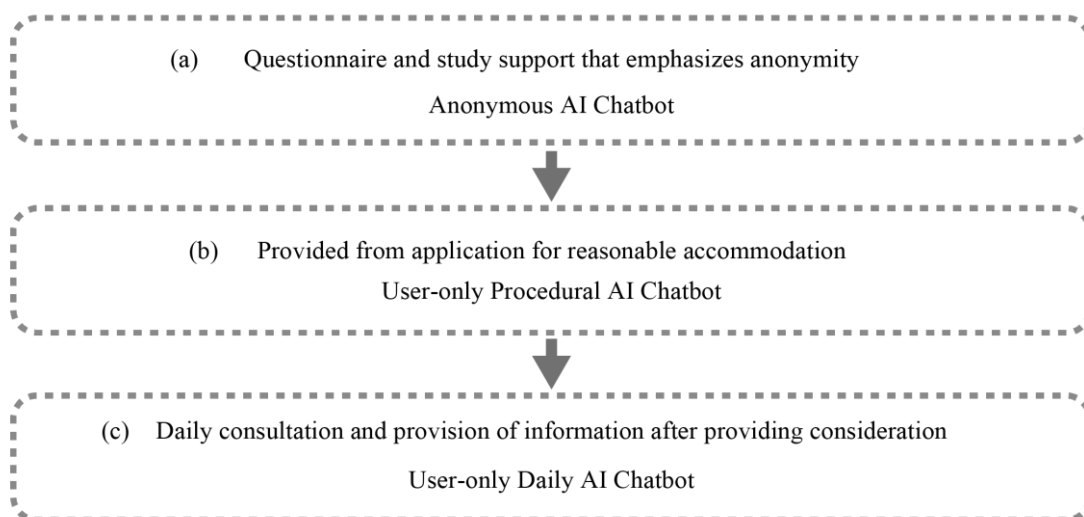 (a) Questionnaire and study support that emphasizes anonymity
Anonymous AI Chatbot
(b) Provided from application for reasonable accommodation
User-only Procedural AI Chatbot
(c) Daily consultation and provision of information after providing consideration
User-only Daily AI Chatbot